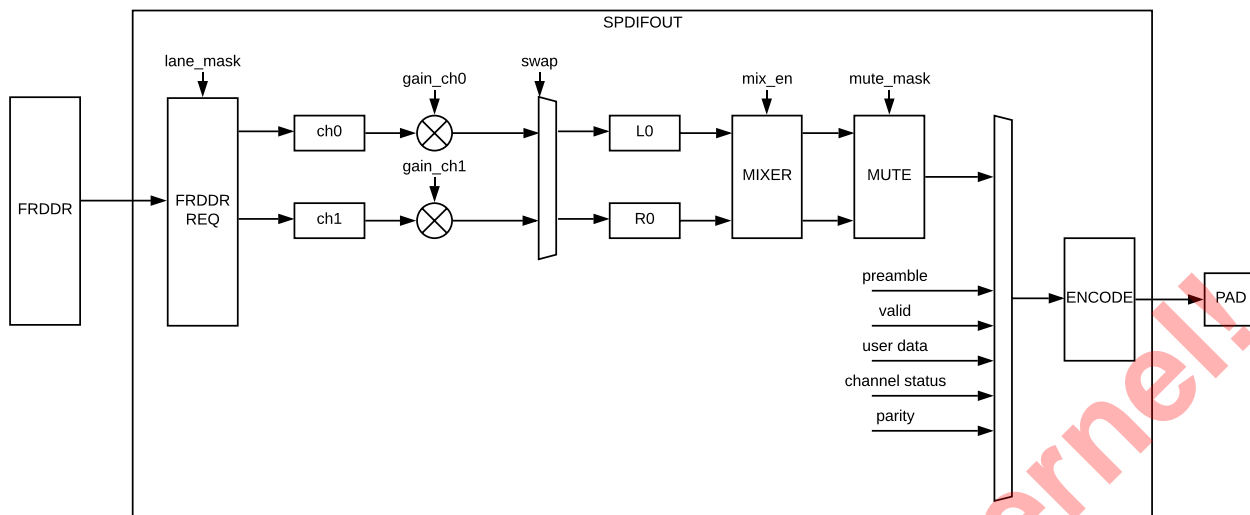 SPDIFOUT
lane_mask
gain_ch0
swap
mix_en
mute_mask
ch0
L0
gain_ch1
FRDDR
FRDDR
REQ
MIXER
MUTE
ch1
R0
preamble
valid
user data
channel status
parity
ENCODE
PAD
ernel!